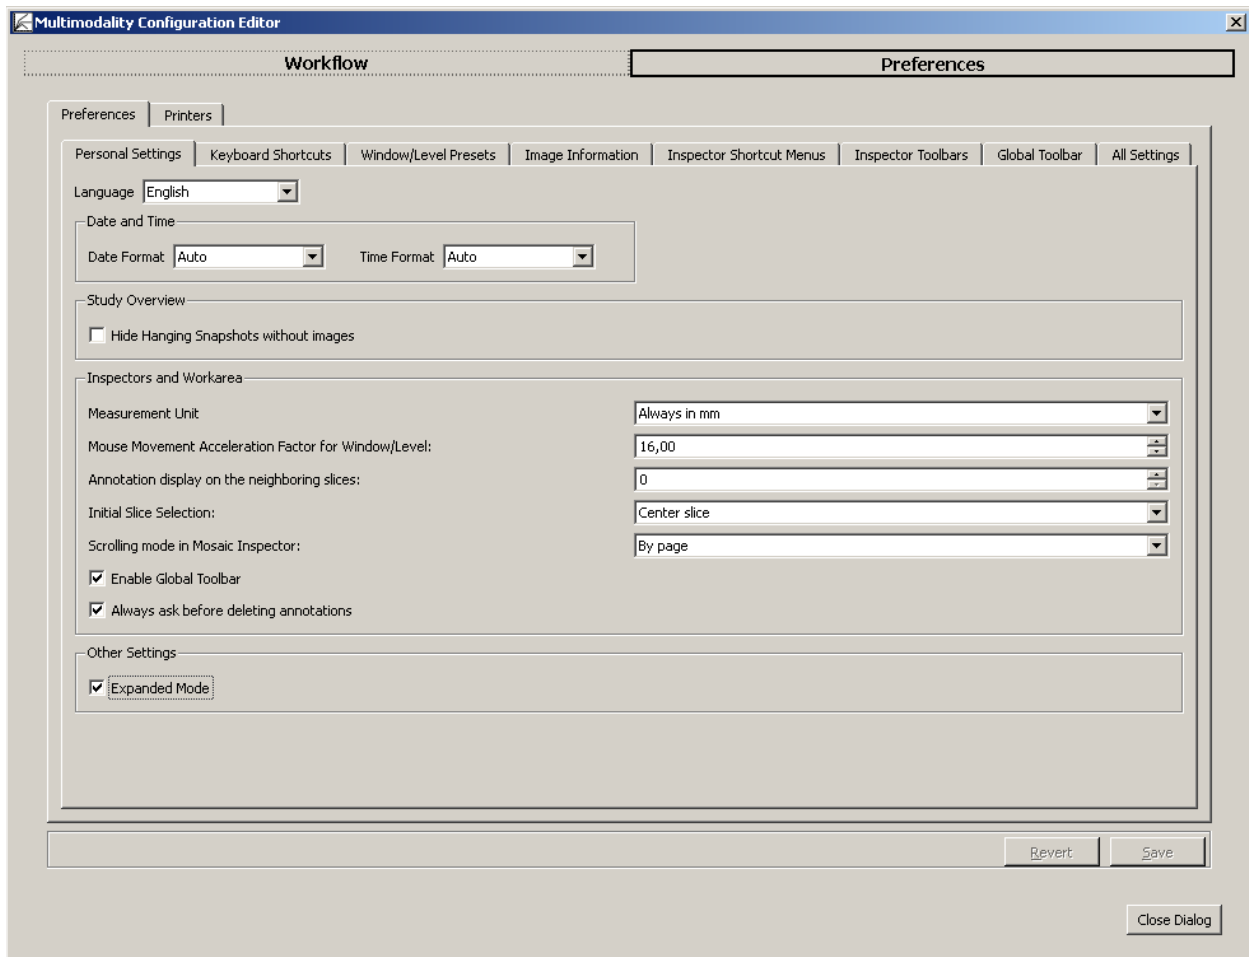 Multimodality Configuration Editor
Workflow Preferences
Preferences Printers
Personal Settings Keyboard Shortcuts Window/Level Presets Image Information Inspector Shortcut Menus Inspector Toolbars Global Toolbar All Settings
Language English
Date and Time
Date Format Auto Time Format Auto
Study Overview
Hide Hanging Snapshots without images
Inspectors and Workarea
Measurement Unit Always in mm
Mouse Movement Acceleration Factor for Window/Level: 16,00
Annotation display on the neighboring slices: 0
Initial Slice Selection: Center slice
Scrolling mode in Mosaic Inspector: By page
Enable Global Toolbar
Always ask before deleting annotations
Other Settings
Expanded Mode
Revert Save
Close Dialog